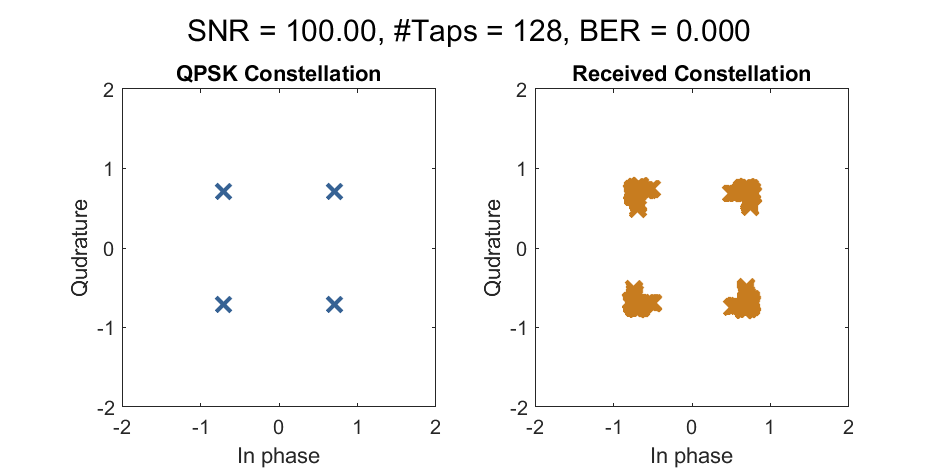 SNR = 100.00, #Taps = 128, BER = 0.000
QPSK Constellation
2
1
0
-1
-2
-2
-1
0
1
2
Qudrature
In phase
Received Constellation
2
1
0
-1
-2
-2
-1
0
1
2
Qudrature
In phase